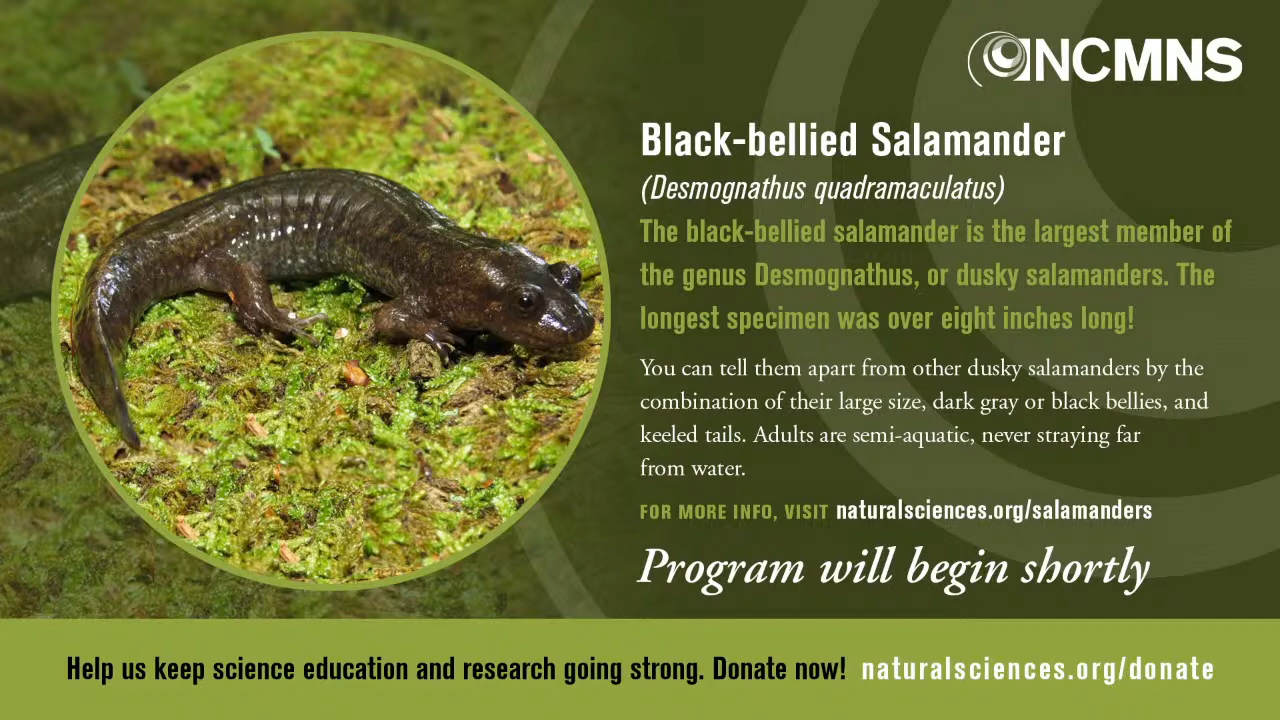 NCMNS
Black-bellied Salamander
(Desmognathus quadramaculatus)
The black-bellied salamander is the largest member of
the genus Desmognathus, or dusky salamanders. The
longest specimen was over eight inches long!
You can tell them apart from other dusky salamanders by the
combination of their large size, dark gray or black bellies, and
keeled tails. Adults are semi-aquatic, never straying far
from water.
FOR MORE INFO, VISIT naturalsciences.org/salamanders
Program will begin shortly
Help us keep science education and research going strong. Donate now! naturalsciences.org/donate